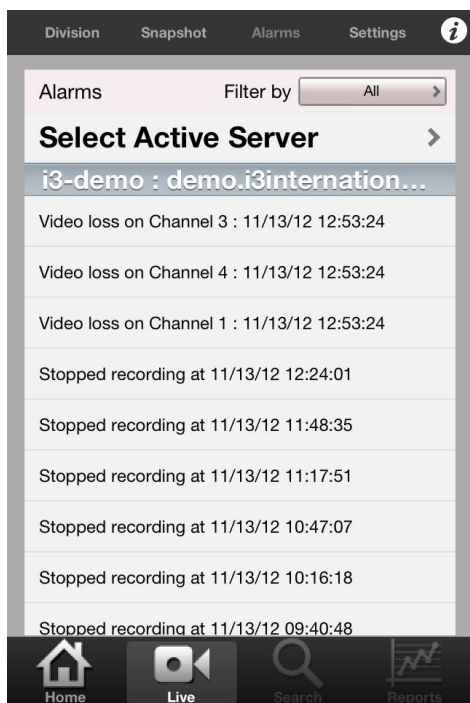 Division Snapshot Alarms Settings i
Alarms Filter by All
Select Active Server
i3-demo : demo.i3internation...
Video loss on Channel 3 : 11/13/12 12:53:24
Video loss on Channel 4 : 11/13/12 12:53:24
Video loss on Channel 1 : 11/13/12 12:53:24
Stopped recording at 11/13/12 12:24:01
Stopped recording at 11/13/12 11:48:35
Stopped recording at 11/13/12 11:17:51
Stopped recording at 11/13/12 10:47:07
Stopped recording at 11/13/12 10:16:18
Stopped recording at 11/13/12 09:40:48
Home Live Search Reports